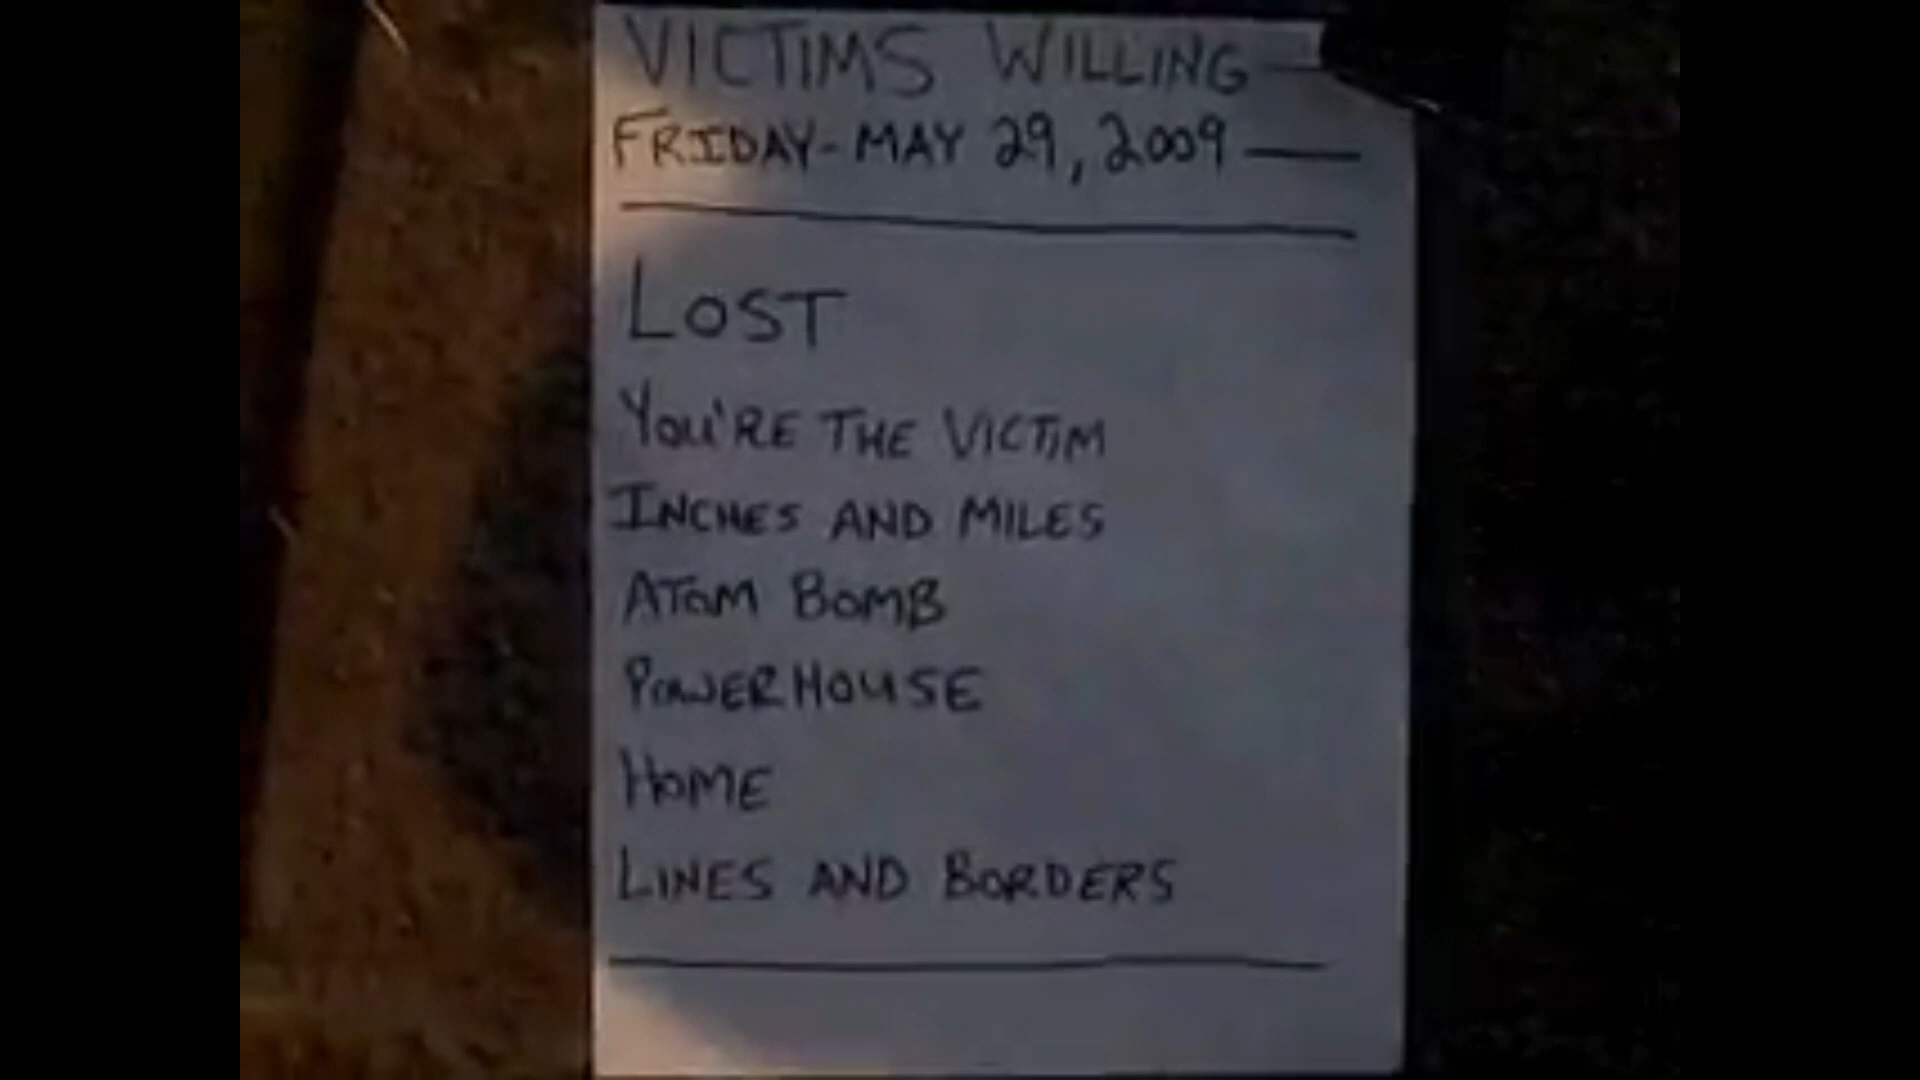 VICTIMS WILLING —
FRIDAY - MAY 29, 2009 —
LOST
YOU'RE THE VICTIM
INCHES AND MILES
ATOM BOMB
POWERHOUSE
HOME
LINES AND BORDERS